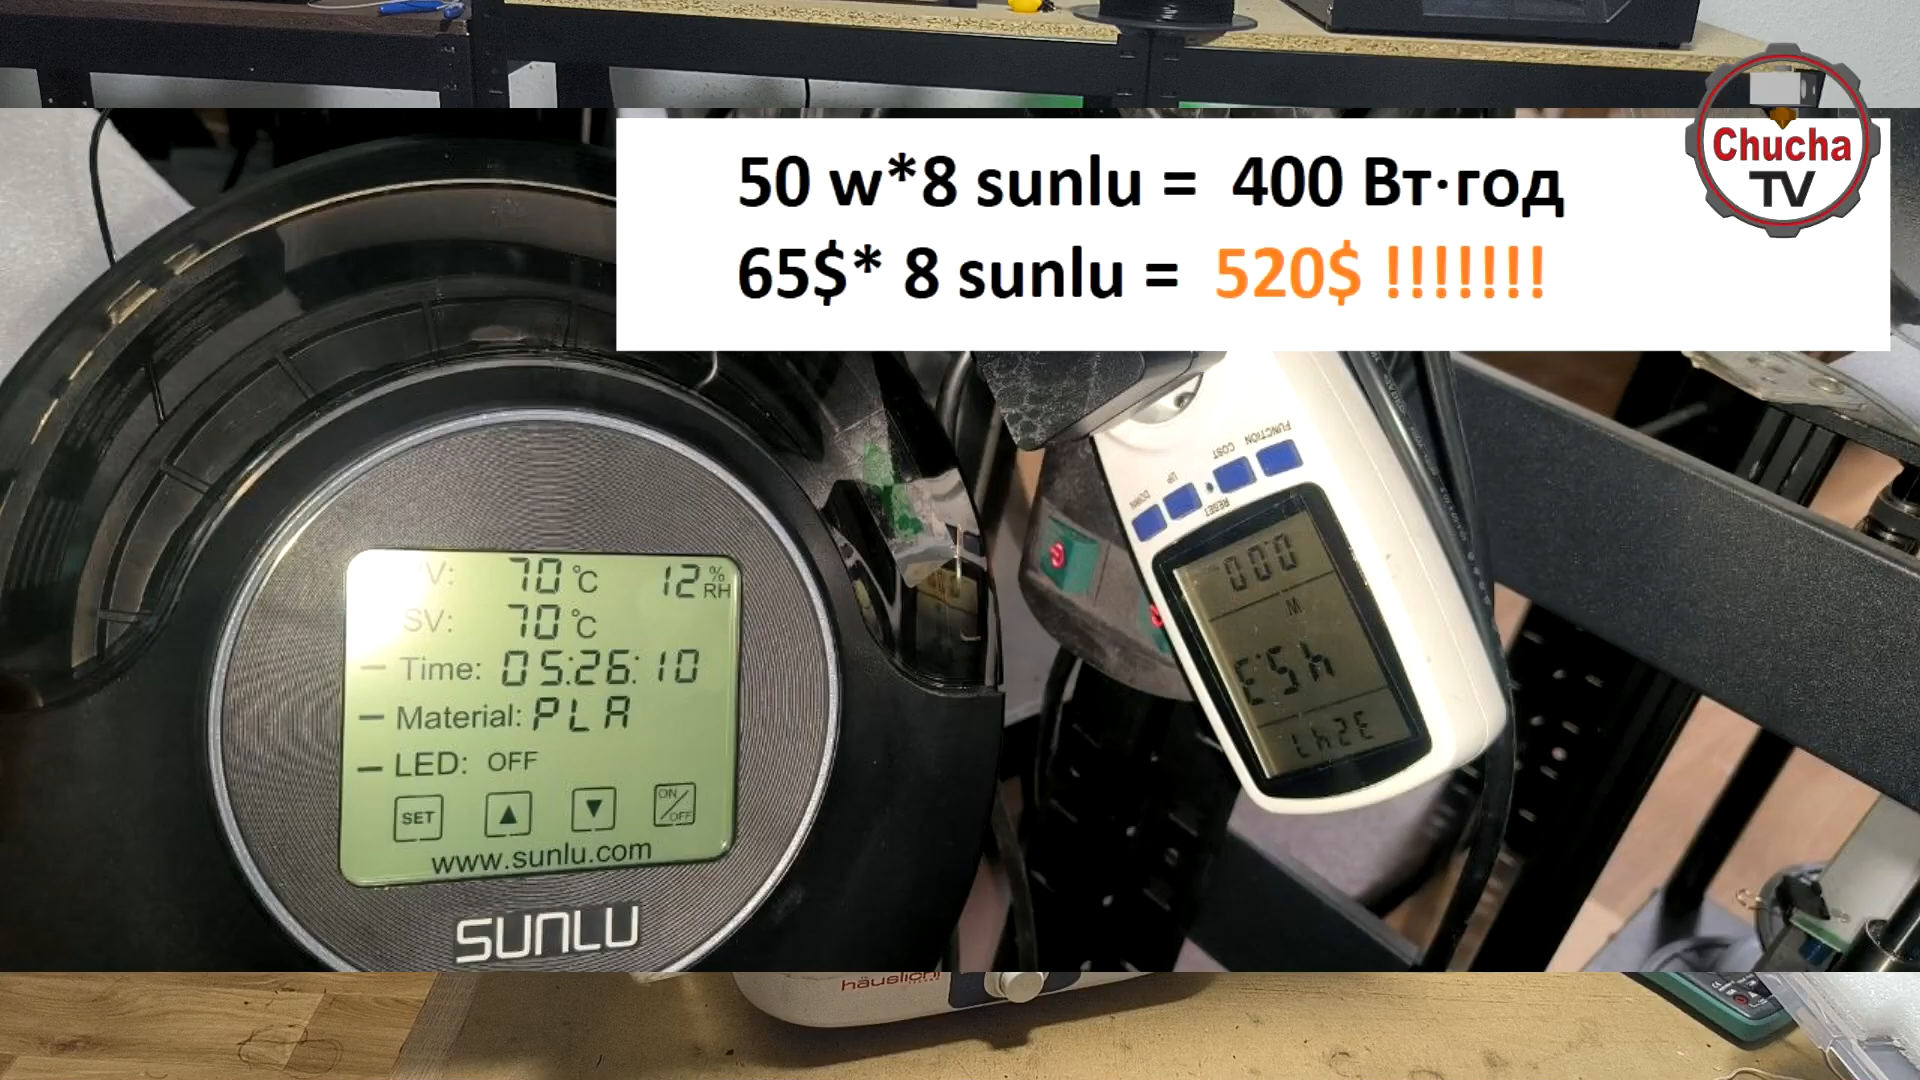 50 w*8 sunlu = 400 Вт·год
65$* 8 sunlu = 520$ !!!!!!!
Chucha
TV
FUNCTION
COST
UP
DOWN
RESET
000
W
70 °C 12 % RH
SV: 70 °C
Time: 05:26:10
Material: PLA
LED: OFF
SET ▲ ▼ ON/OFF
www.sunlu.com
SUNLU